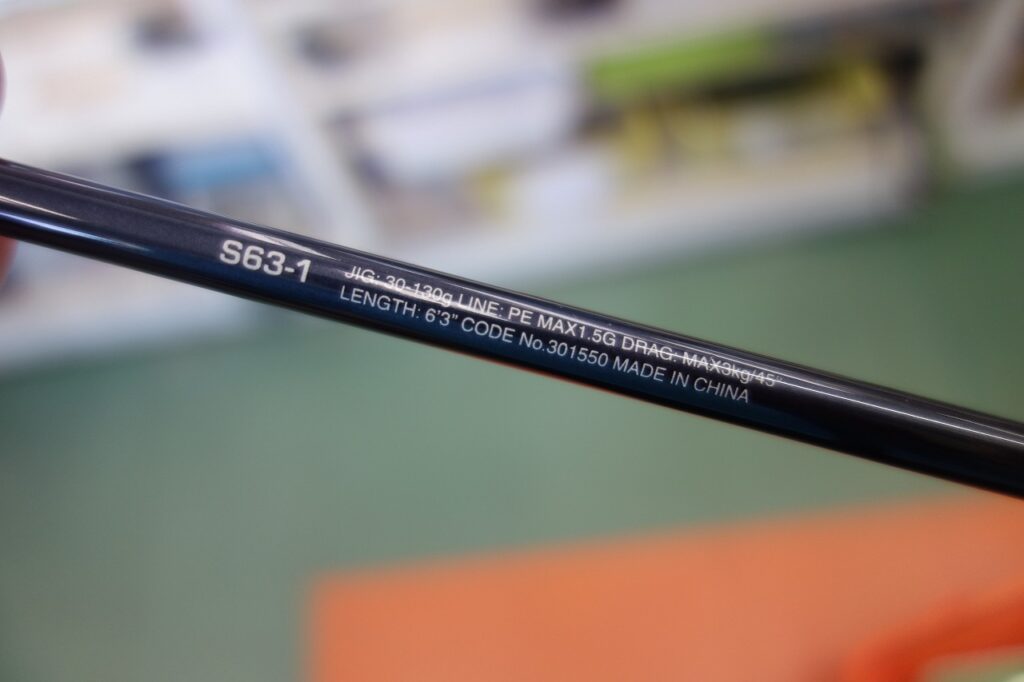 S63-1
JIG: 30-130g LINE: PE MAX1.5G DRAG: MAX3kg/45°
LENGTH: 6'3" CODE No.301550 MADE IN CHINA